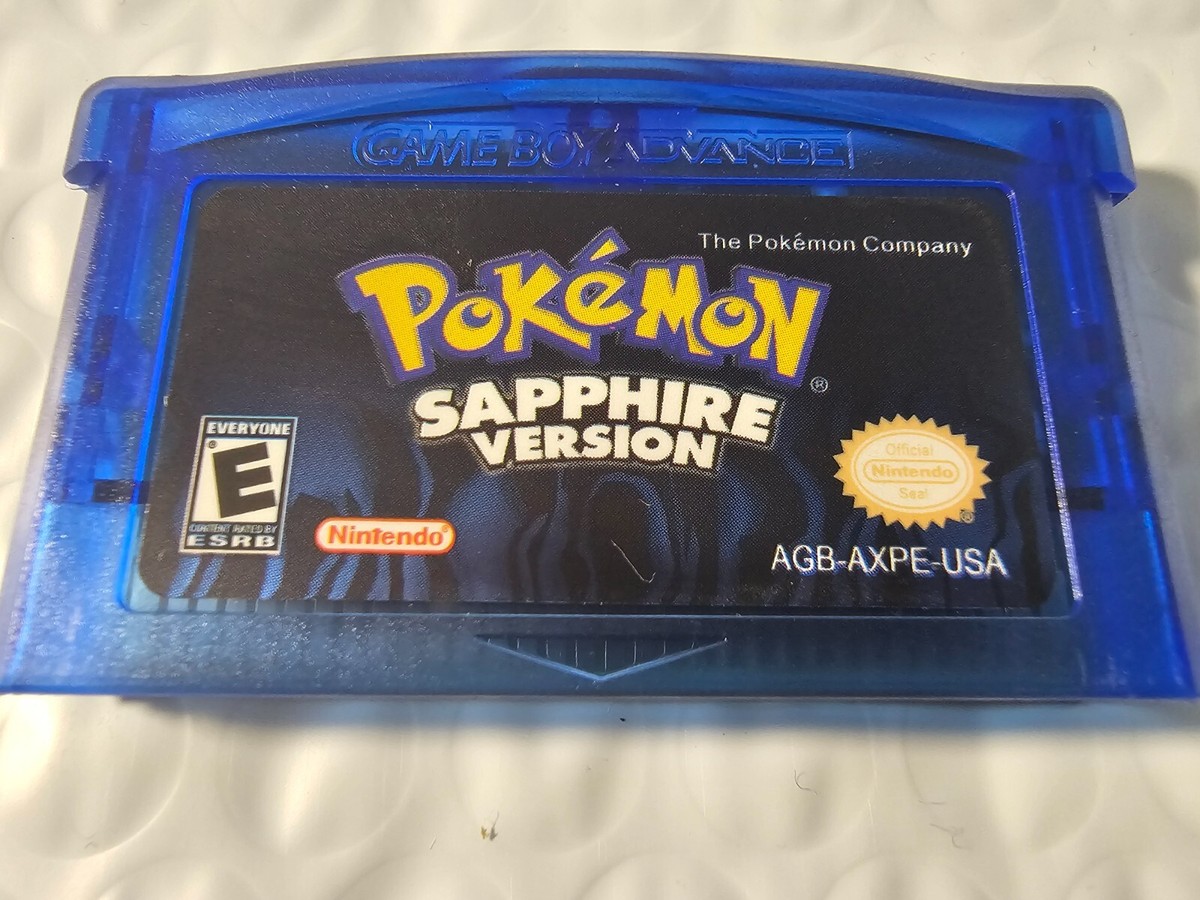 GAME BOY ADVANCE
The Pokémon Company
POKéMON
®
SAPPHIRE
VERSION
EVERYONE
E
®
CONTENT RATED BY
ESRB
Nintendo®
Official
Nintendo
Seal
®
AGB-AXPE-USA